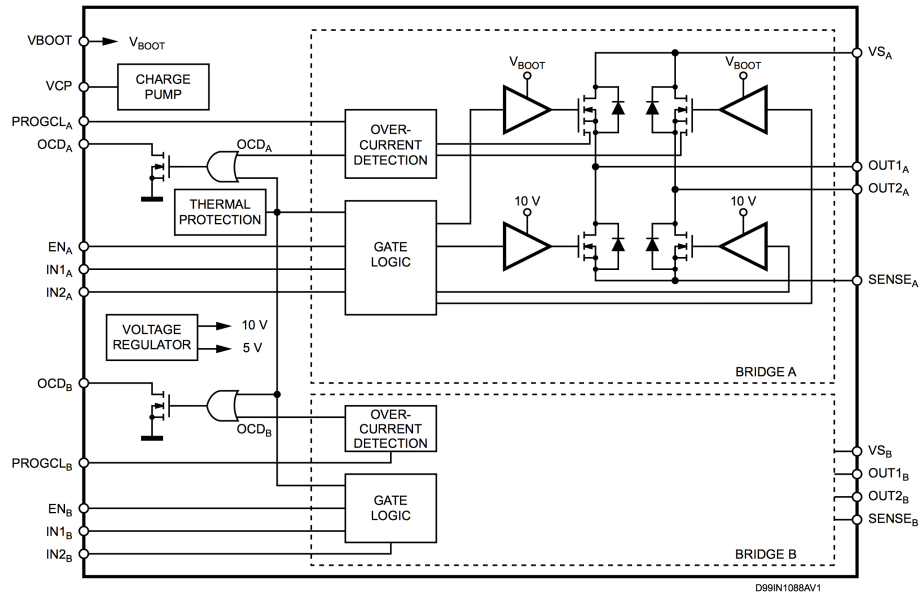 VBOOT
V_BOOT
VCP
CHARGE
PUMP
PROGCL_A
OCD_A
OCD_A
OVER-
CURRENT
DETECTION
V_BOOT
V_BOOT
VS_A
OUT1_A
OUT2_A
THERMAL
PROTECTION
EN_A
IN1_A
IN2_A
GATE
LOGIC
10 V
10 V
SENSE_A
VOLTAGE
REGULATOR
10 V
5 V
BRIDGE A
OCD_B
OCD_B
OVER-
CURRENT
DETECTION
PROGCL_B
EN_B
IN1_B
IN2_B
GATE
LOGIC
VS_B
OUT1_B
OUT2_B
SENSE_B
BRIDGE B
D99IN1088AV1